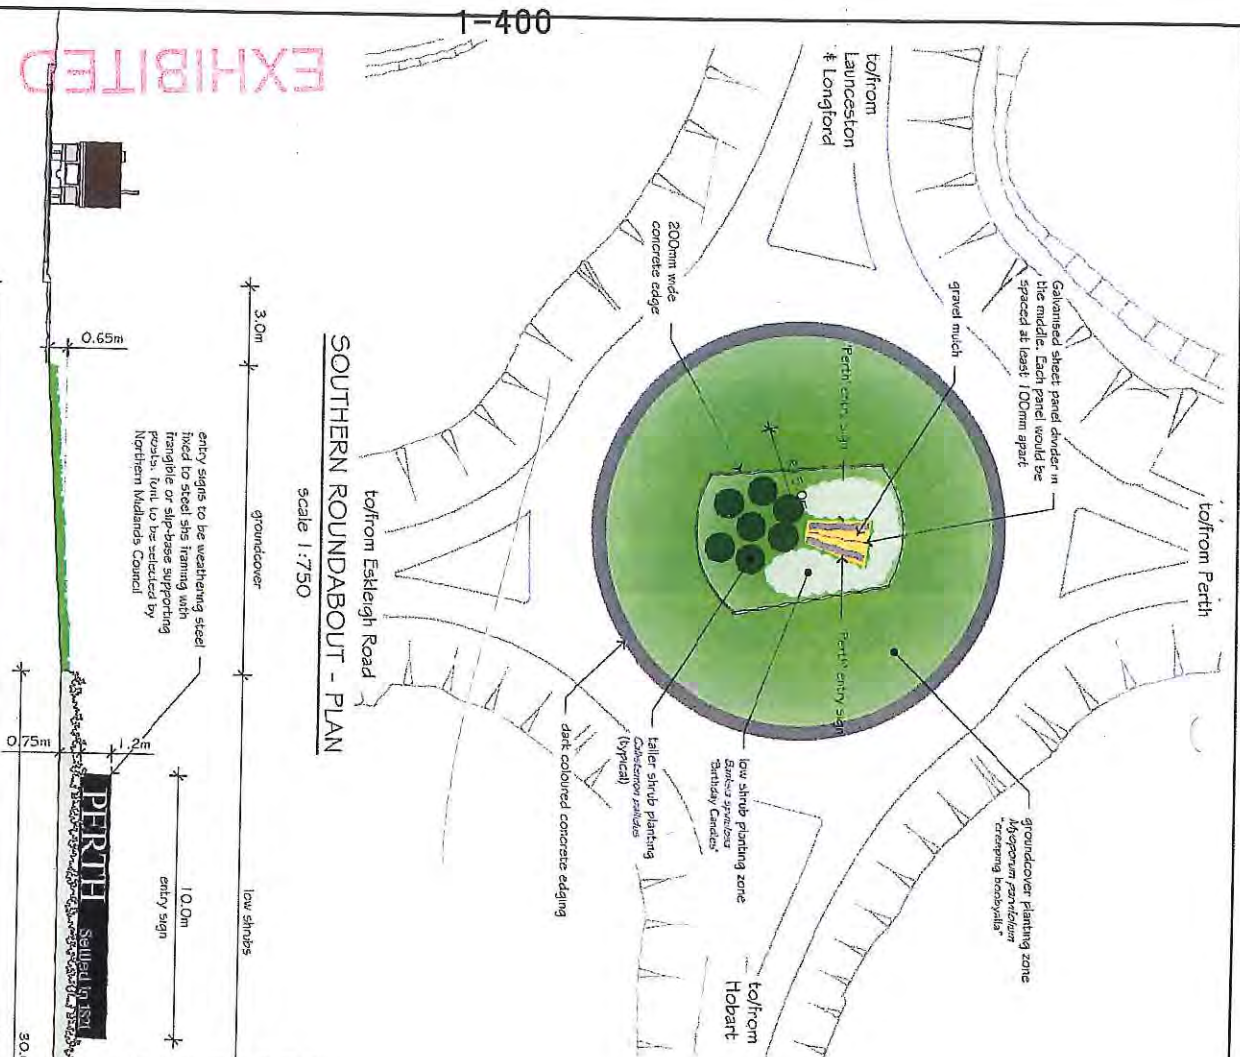 1-400
EXHIBITED
to/from
Launceston
& Longford
200mm wide
concrete edge
gravel mulch
Galvanised sheet panel divider in
the middle. Each panel would be
spaced at least 100mm apart
to/from Perth
'Perth' entry sign
'Perth' entry sign
groundcover planting zone
Myoporum parvifolium
"creeping boobyalla"
low shrub planting zone
Banksia spinulosa
"Birthday Candles"
taller shrub planting
Callistemon pallidus
(typical)
dark coloured concrete edging
to/from
Hobart
to/from Eskleigh Road
SOUTHERN ROUNDABOUT - PLAN
scale 1:750
3.0m
groundcover
low shrubs
0.65m
entry signs to be weathering steel
fixed to steel shs framing with
frangible or slip-base supporting
posts. font to be selected by
Northern Midlands Council
0.75m
1.2m
10.0m
entry sign
PERTH
Settled in 1821